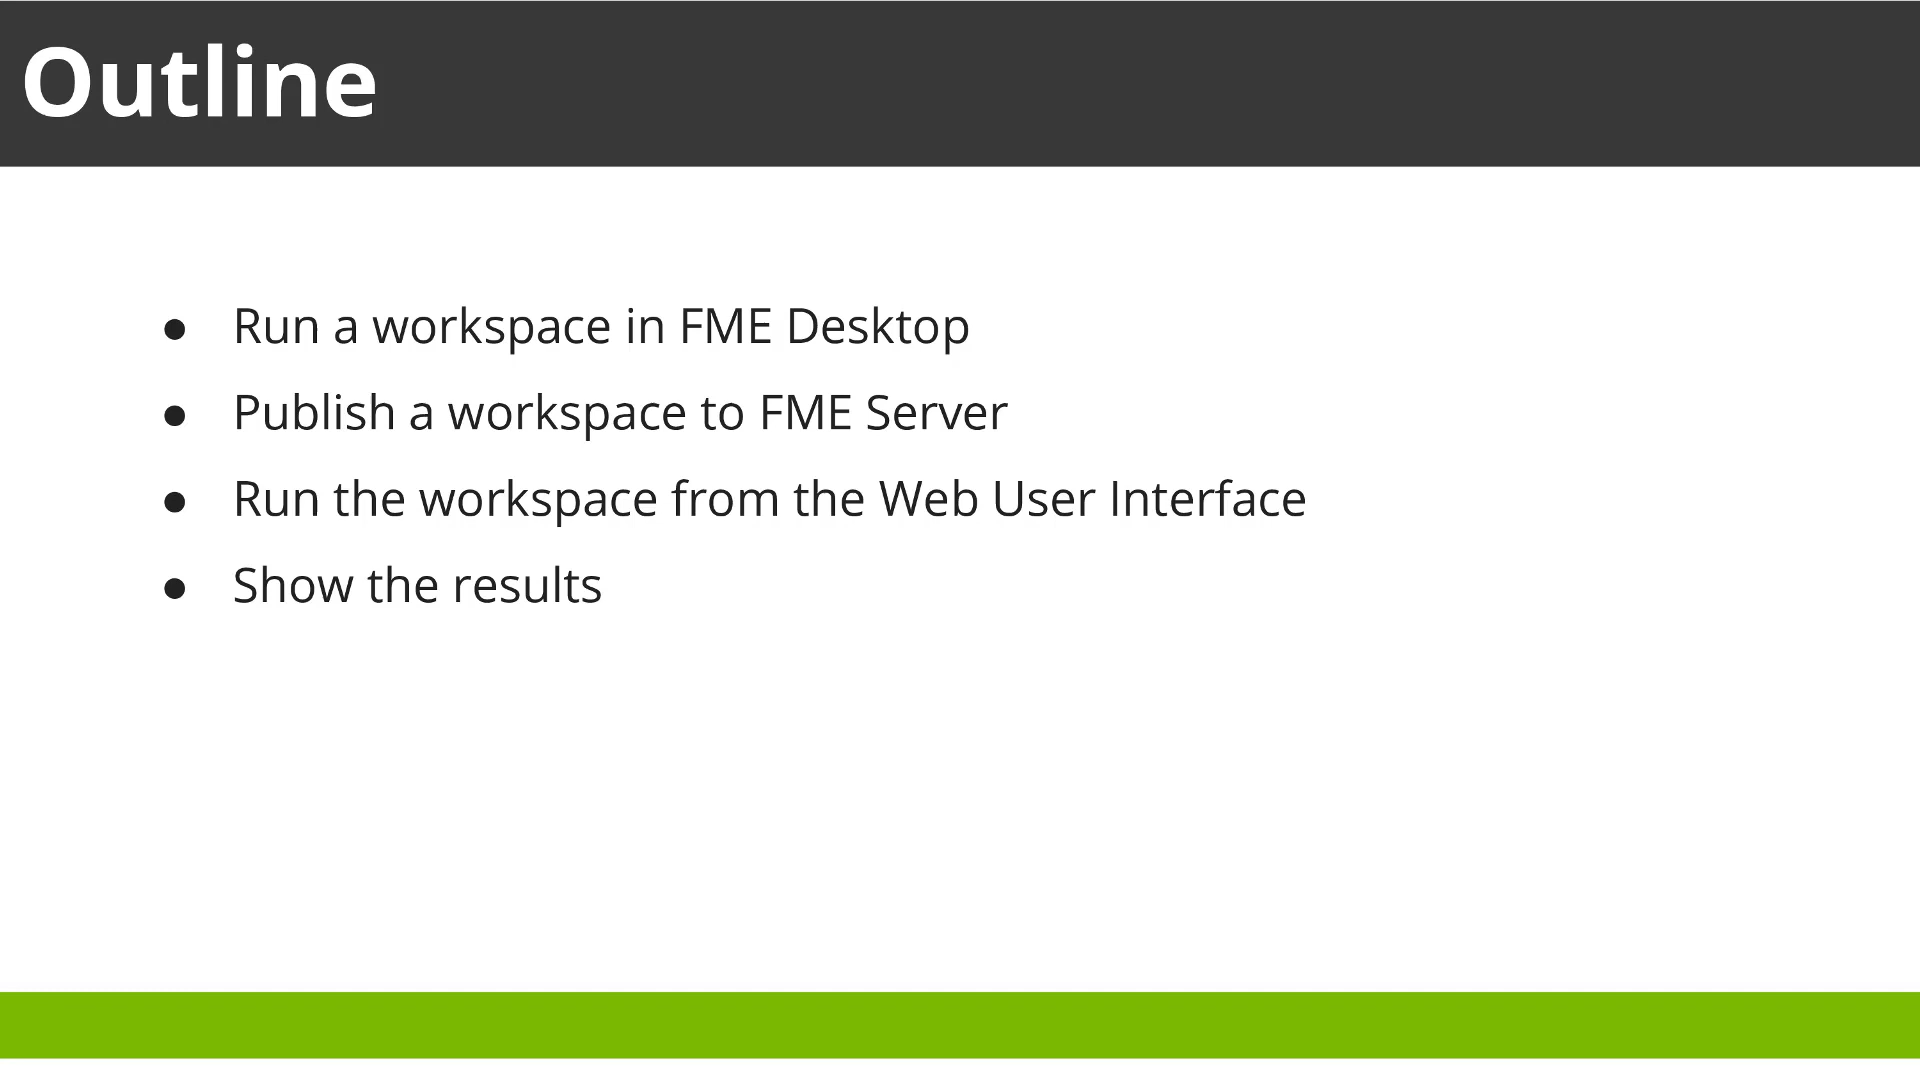 Outline
● Run a workspace in FME Desktop
● Publish a workspace to FME Server
● Run the workspace from the Web User Interface
● Show the results